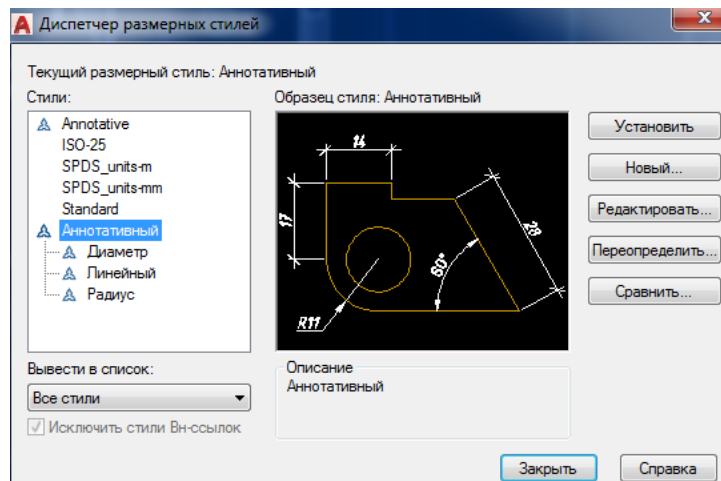 Диспетчер размерных стилей
Текущий размерный стиль: Аннотативный
Стили:
Annotative
ISO-25
SPDS_units-m
SPDS_units-mm
Standard
Аннотативный
Диаметр
Линейный
Радиус
Вывести в список:
Все стили
Исключить стили Вн-ссылок
Образец стиля: Аннотативный
14
17
28
60°
R11
Описание
Аннотативный
Установить
Новый...
Редактировать...
Переопределить...
Сравнить...
Закрыть
Справка